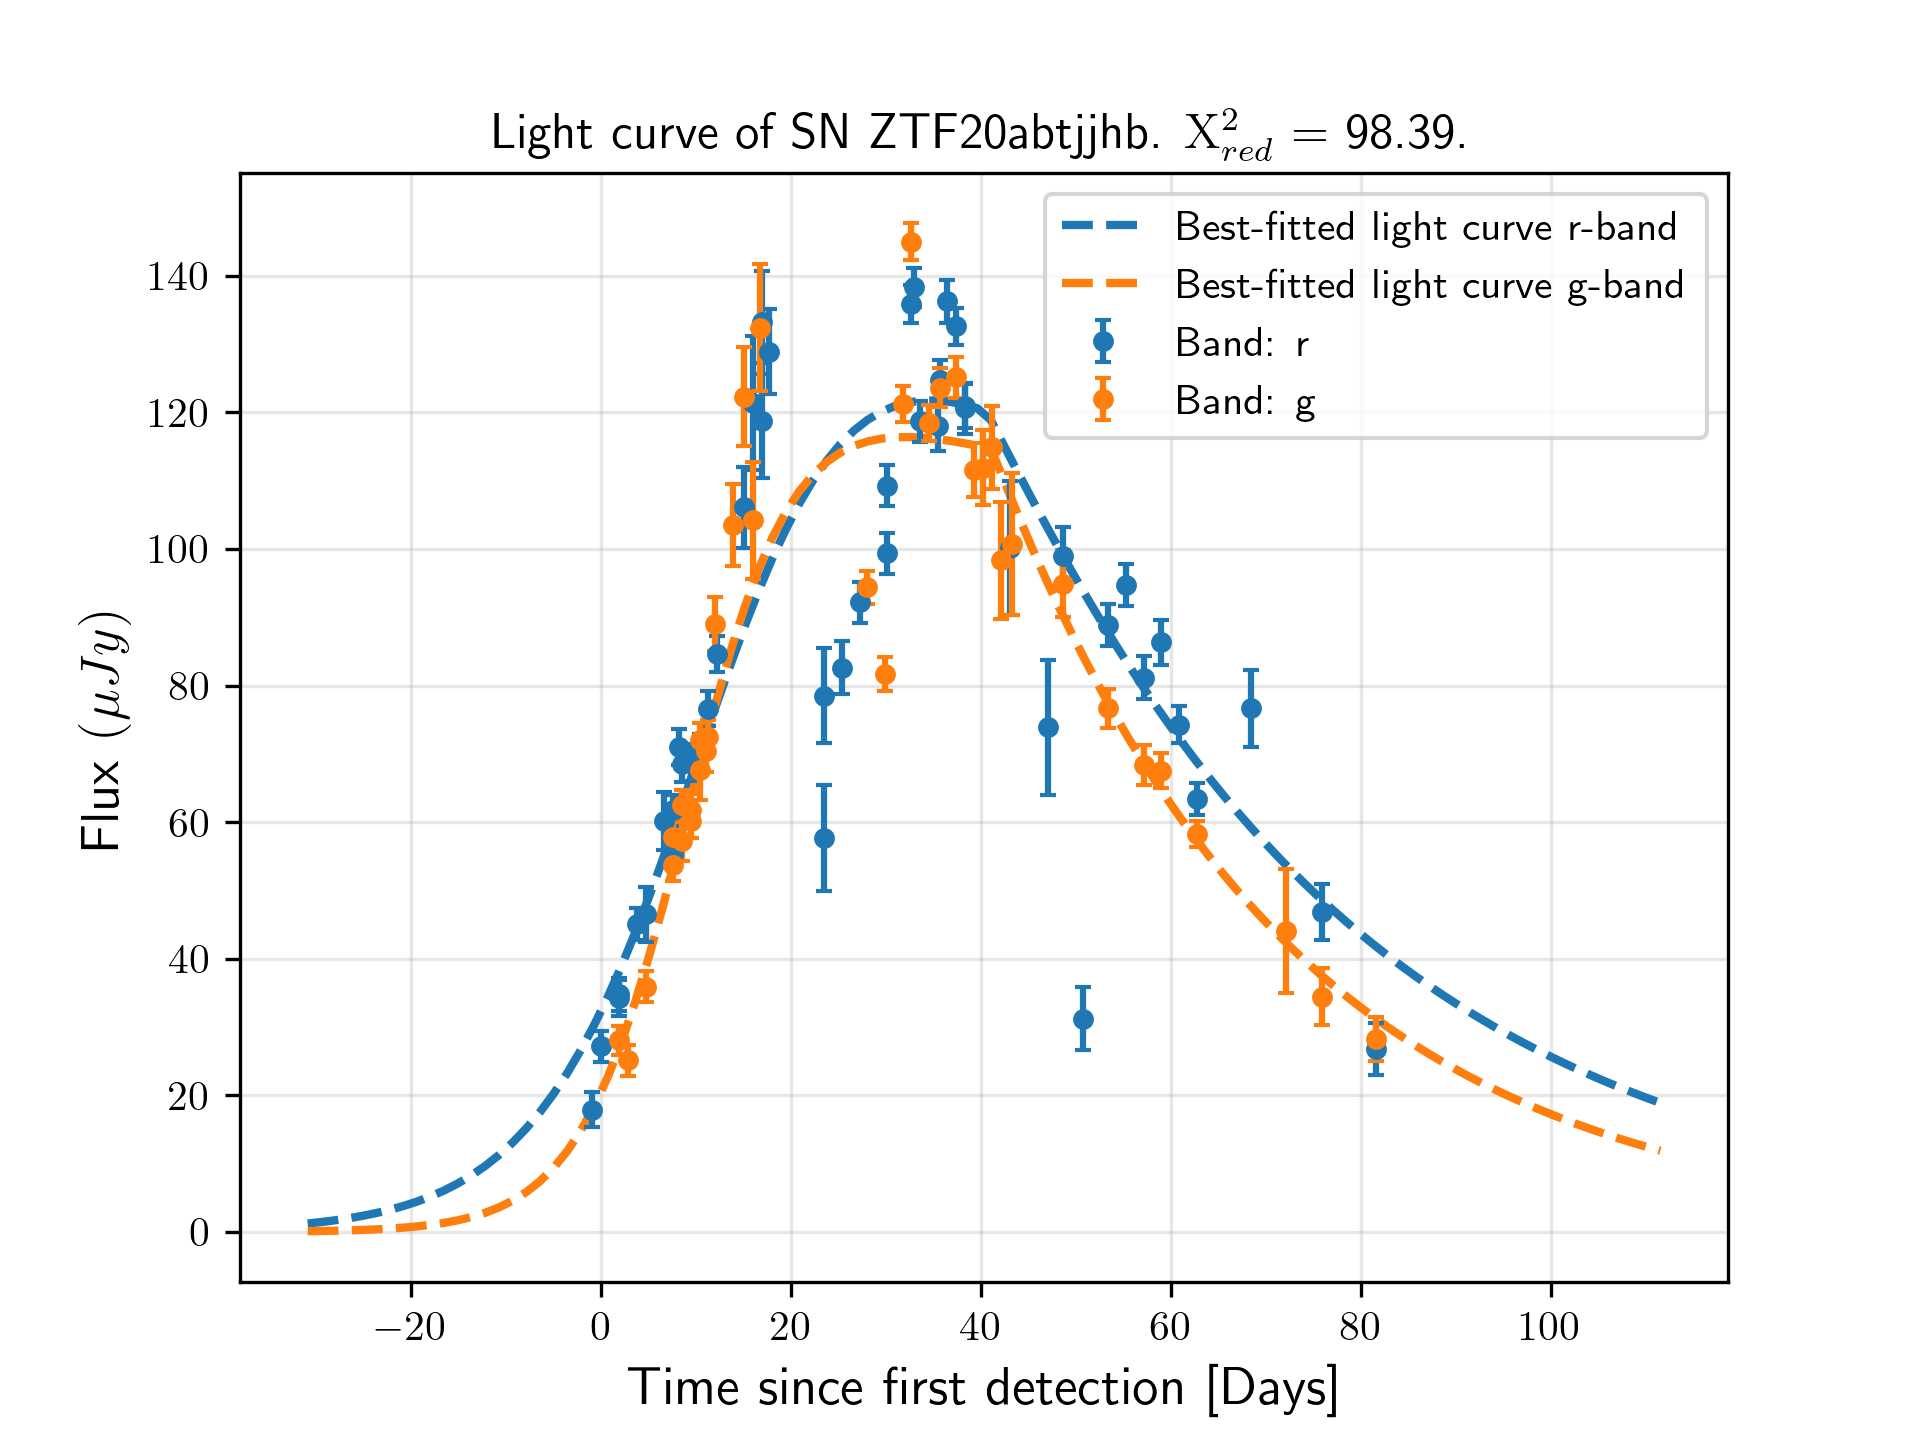 Light curve of SN ZTF20abtjjhb. X²_red = 98.39.
Best-fitted light curve r-band
Best-fitted light curve g-band
Band: r
Band: g
Flux (μJy)
140
120
100
80
60
40
20
0
−20 0 20 40 60 80 100
Time since first detection [Days]